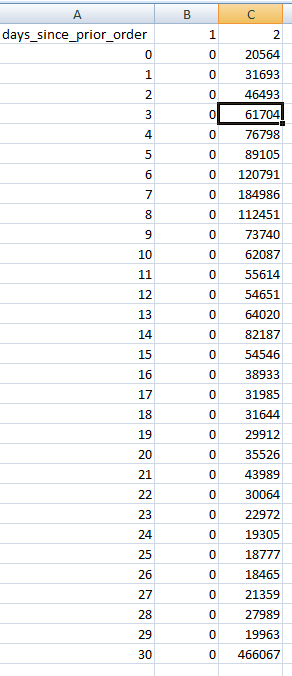 A B C
days_since_prior_order 1 2
0 0 20564
1 0 31693
2 0 46493
3 0 61704
4 0 76798
5 0 89105
6 0 120791
7 0 184986
8 0 112451
9 0 73740
10 0 62087
11 0 55614
12 0 54651
13 0 64020
14 0 82187
15 0 54546
16 0 38933
17 0 31985
18 0 31644
19 0 29912
20 0 35526
21 0 43989
22 0 30064
23 0 22972
24 0 19305
25 0 18777
26 0 18465
27 0 21359
28 0 27989
29 0 19963
30 0 466067